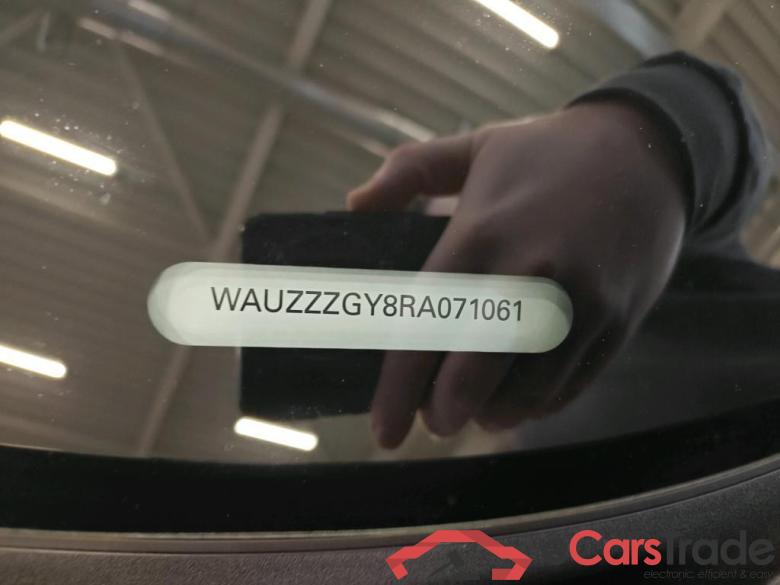 WAUZZZGY8RA071061
CarsTrade
electronic, efficient & easy